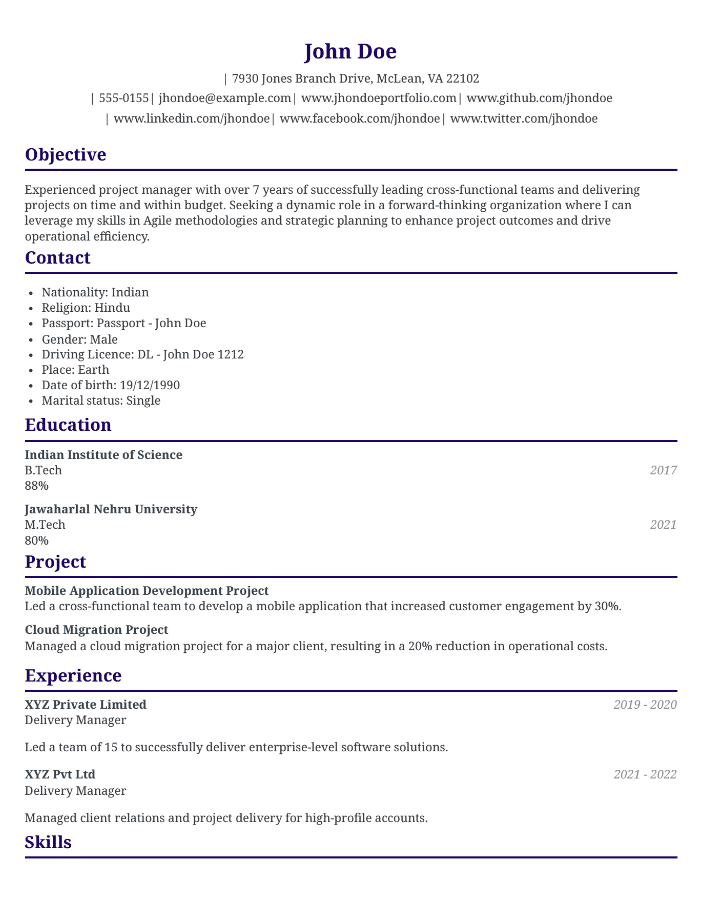 John Doe
| 7930 Jones Branch Drive, McLean, VA 22102
| 555-0155| jhondoe@example.com| www.jhondoeportfolio.com| www.github.com/jhondoe
| www.linkedin.com/jhondoe| www.facebook.com/jhondoe| www.twitter.com/jhondoe
Objective
Experienced project manager with over 7 years of successfully leading cross-functional teams and delivering
projects on time and within budget. Seeking a dynamic role in a forward-thinking organization where I can
leverage my skills in Agile methodologies and strategic planning to enhance project outcomes and drive
operational efficiency.
Contact
• Nationality: Indian
• Religion: Hindu
• Passport: Passport - John Doe
• Gender: Male
• Driving Licence: DL - John Doe 1212
• Place: Earth
• Date of birth: 19/12/1990
• Marital status: Single
Education
Indian Institute of Science
B.Tech 2017
88%
Jawaharlal Nehru University
M.Tech 2021
80%
Project
Mobile Application Development Project
Led a cross-functional team to develop a mobile application that increased customer engagement by 30%.
Cloud Migration Project
Managed a cloud migration project for a major client, resulting in a 20% reduction in operational costs.
Experience
XYZ Private Limited 2019 - 2020
Delivery Manager
Led a team of 15 to successfully deliver enterprise-level software solutions.
XYZ Pvt Ltd 2021 - 2022
Delivery Manager
Managed client relations and project delivery for high-profile accounts.
Skills